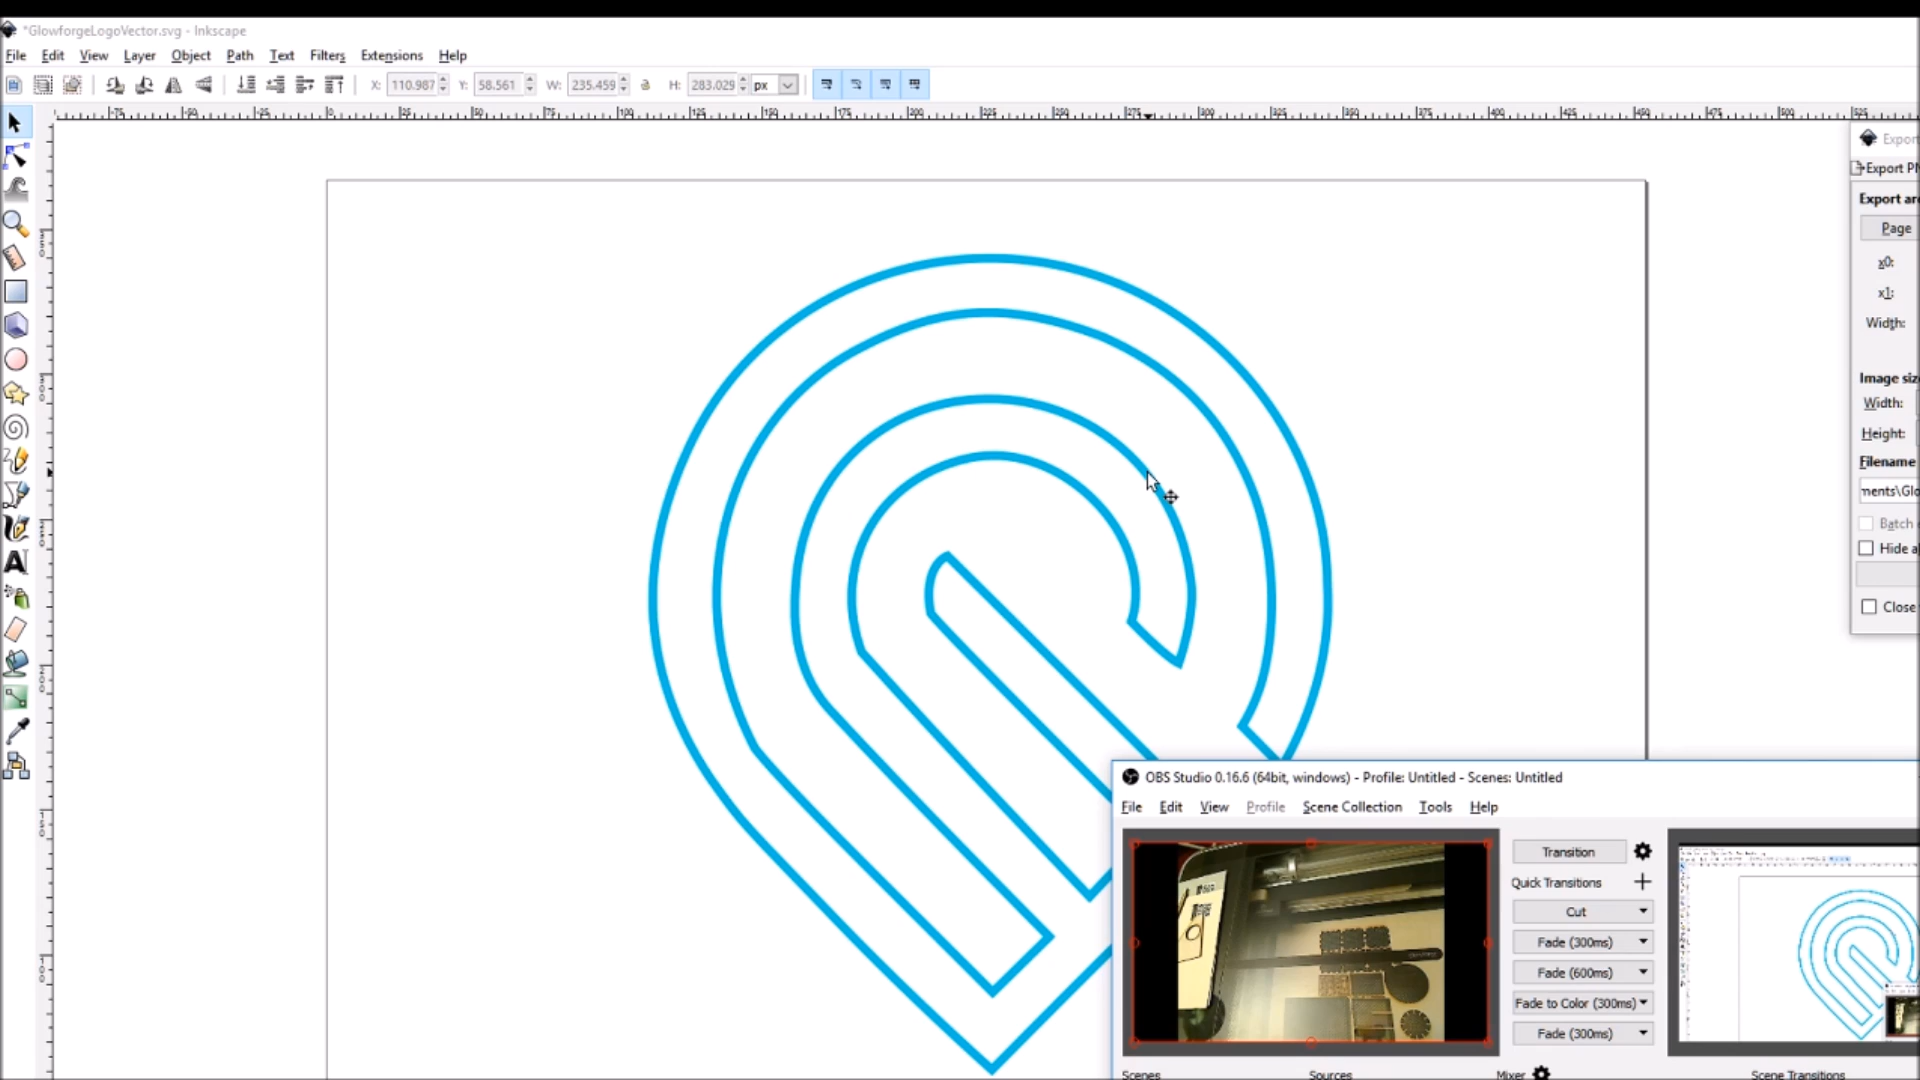 *GlowforgeLogoVector.svg - Inkscape
File Edit View Layer Object Path Text Filters Extensions Help
X: 110.987 Y: 58.561 W: 235.459 H: 283.029 px
Export
Export PN
Export are
Page
x0:
x1:
Width:
Image siz
Width:
Height:
Filename
ments\Glo
Batch
Hide a
Close
OBS Studio 0.16.6 (64bit, windows) - Profile: Untitled - Scenes: Untitled
File Edit View Profile Scene Collection Tools Help
Transition
Quick Transitions
Cut
Fade (300ms)
Fade (600ms)
Fade to Color (300ms)
Fade (300ms)
Scenes Sources Mixer Scene Transitions